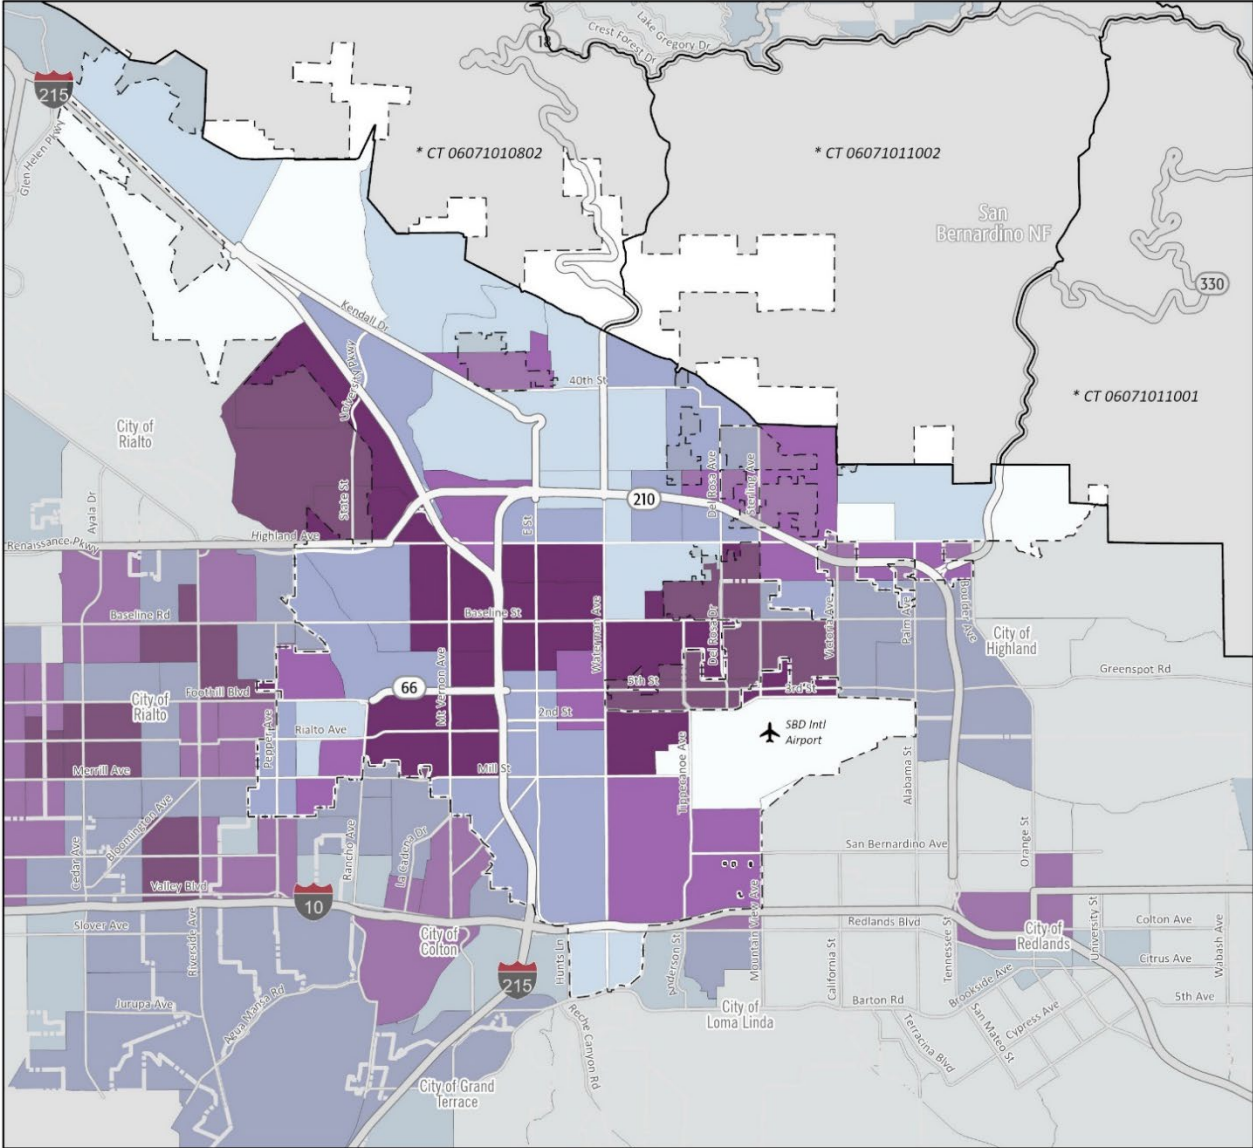 Lake Gregory Dr
Crest Forest Dr
18
215
Glen Helen Pkwy
* CT 06071010802
* CT 06071011002
San
Bernardino NF
330
Kendall Dr
University Pkwy
40th St
* CT 06071011001
City of
Rialto
Ayala Dr
State St
E St
210
Del Rosa Ave
Sterling Ave
Highland Ave
Renaissance Pkwy
Baseline Rd
Baseline St
Waterman Ave
Del Rosa Dr
Victoria Ave
Palm Ave
Boulder Ave
City of
Highland
Greenspot Rd
City of
Rialto
Foothill Blvd
66
Mt Vernon Ave
5th St
3rd St
2nd St
Pepper Ave
Rialto Ave
SBD Intl
Airport
Merrill Ave
Mill St
Tippecanoe Ave
Alabama St
Cedar Ave
Bloomington Ave
Rancho Ave
La Cadena Dr
San Bernardino Ave
Orange St
Valley Blvd
10
Mountain View Ave
Slover Ave
Riverside Ave
City of
Colton
Hunts Ln
Anderson St
Redlands Blvd
California St
Tennessee St
City of
Redlands
University St
Colton Ave
Citrus Ave
Wabash Ave
215
Jurupa Ave
Agua Mansa Rd
City of
Loma Linda
Barton Rd
Brookside Ave
5th Ave
Terracina Blvd
San Mateo St
Cypress Ave
Reche Canyon Rd
City of Grand
Terrace